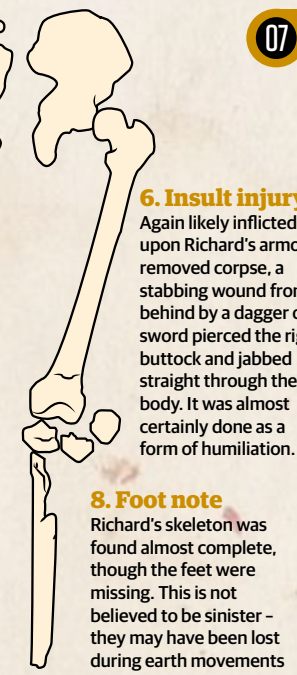 07
6. Insult injury
Again likely inflicted
upon Richard's
removed corpse, a
stabbing wound
behind by a dagger
sword pierced the
buttock and jabbed
straight through the
body. It was almost
certainly done as a
form of humiliation.
8. Foot note
Richard's skeleton was
found almost complete,
though the feet were
missing. This is not
believed to be sinister –
they may have been lost
during earth movements